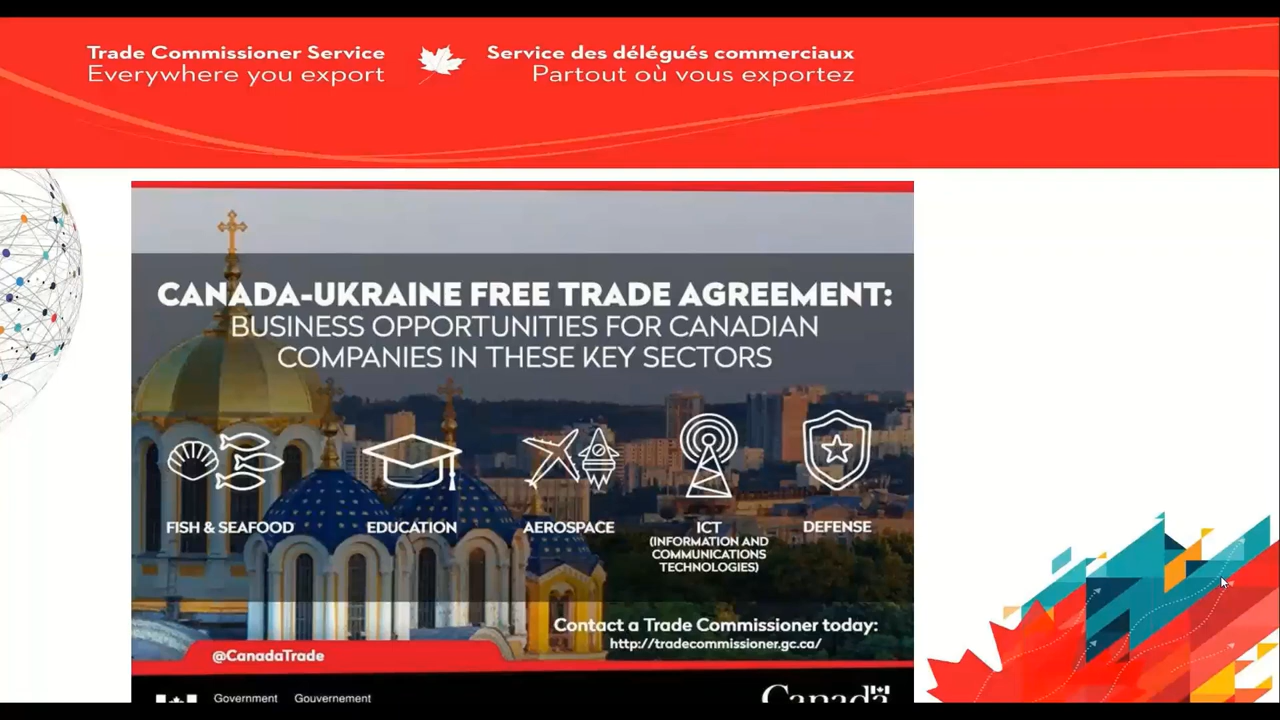 Trade Commissioner Service
Everywhere you export
Service des délégués commerciaux
Partout où vous exportez
CANADA-UKRAINE FREE TRADE AGREEMENT:
BUSINESS OPPORTUNITIES FOR CANADIAN
COMPANIES IN THESE KEY SECTORS
FISH & SEAFOOD
EDUCATION
AEROSPACE
ICT
(INFORMATION AND
COMMUNICATIONS
TECHNOLOGIES)
DEFENSE
Contact a Trade Commissioner today:
http://tradecommissioner.gc.ca/
@CanadaTrade
Government
Gouvernement
Canada